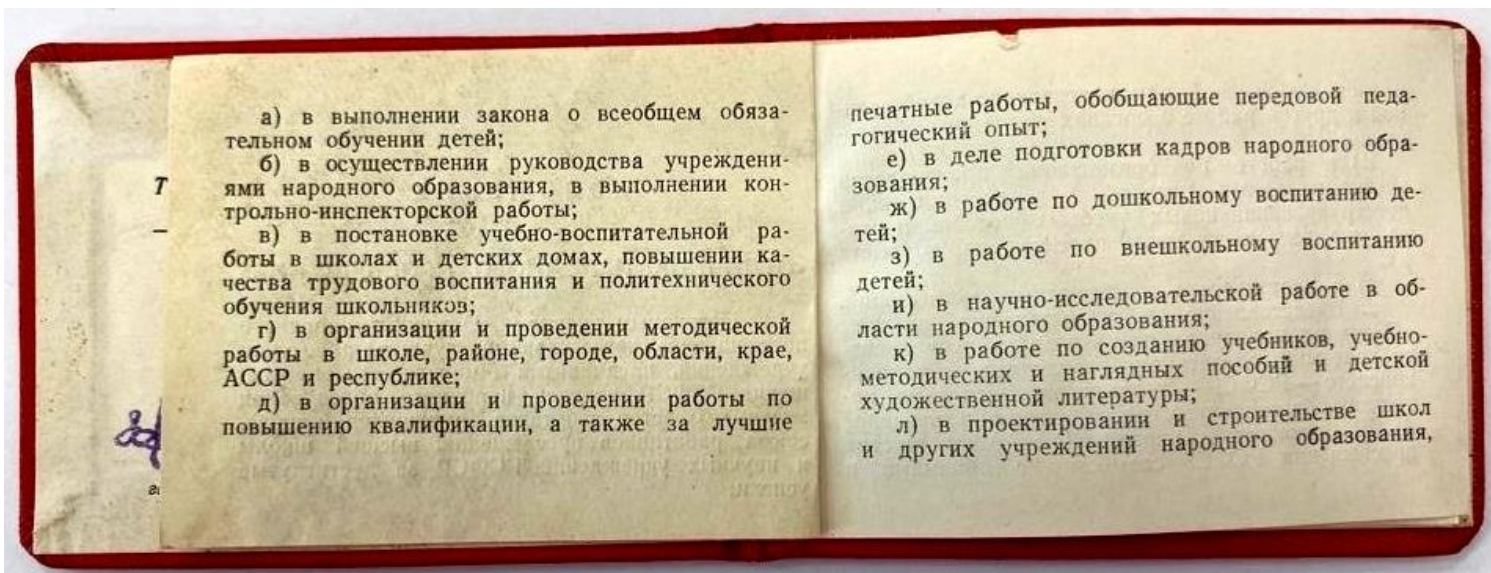 а) в выполнении закона о всеобщем обяза-
тельном обучении детей;
б) в осуществлении руководства учреждени-
ями народного образования, в выполнении кон-
трольно-инспекторской работы;
в) в постановке учебно-воспитательной ра-
боты в школах и детских домах, повышении ка-
чества трудового воспитания и политехнического
обучения школьников;
г) в организации и проведении методической
работы в школе, районе, городе, области, крае,
АССР и республике;
д) в организации и проведении работы по
повышению квалификации, а также за лучшие
печатные работы, обобщающие передовой педа-
гогический опыт;
е) в деле подготовки кадров народного обра-
зования;
ж) в работе по дошкольному воспитанию де-
тей;
з) в работе по внешкольному воспитанию
детей;
и) в научно-исследовательской работе в об-
ласти народного образования;
к) в работе по созданию учебников, учебно-
методических и наглядных пособий и детской
художественной литературы;
л) в проектировании и строительстве школ
и других учреждений народного образования,